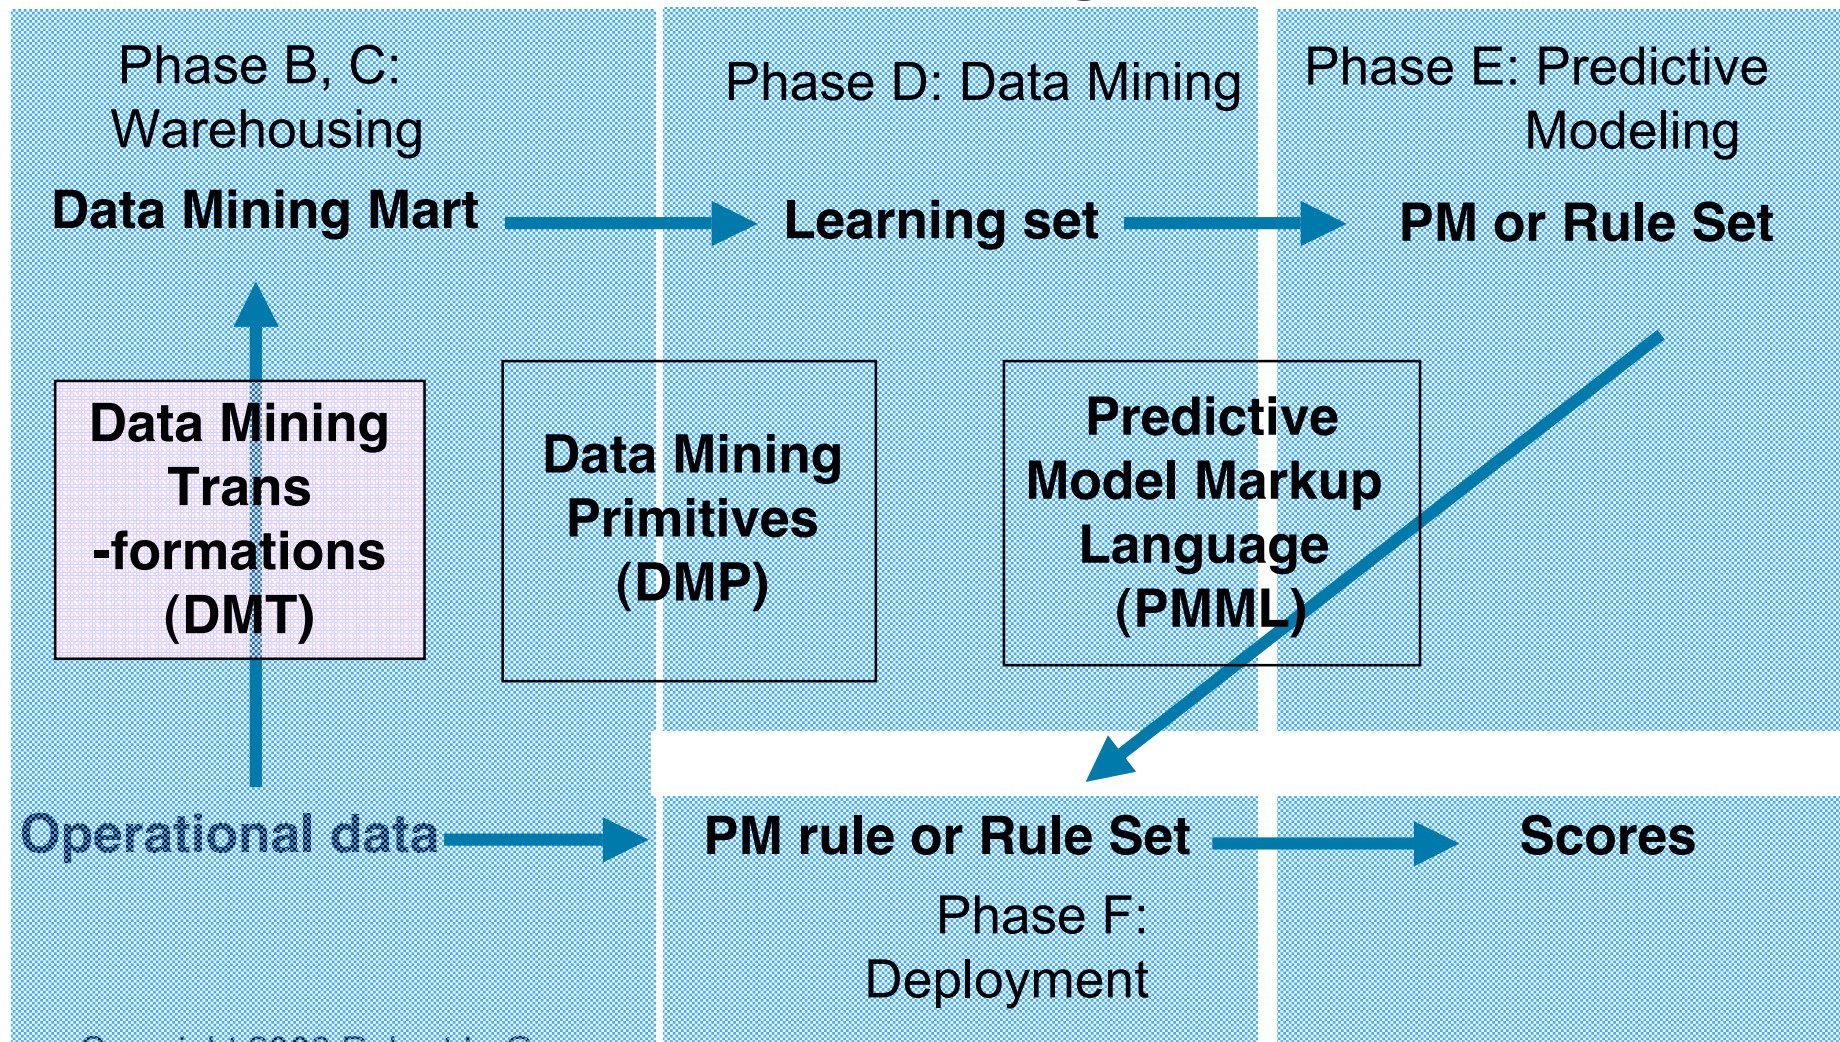 Phase B, C:
Warehousing
Data Mining Mart
Phase D: Data Mining
Learning set
Phase E: Predictive
Modeling
PM or Rule Set
Data Mining
Trans
-formations
(DMT)
Data Mining
Primitives
(DMP)
Predictive
Model Markup
Language
(PMML)
Operational data
PM rule or Rule Set
Scores
Phase F:
Deployment